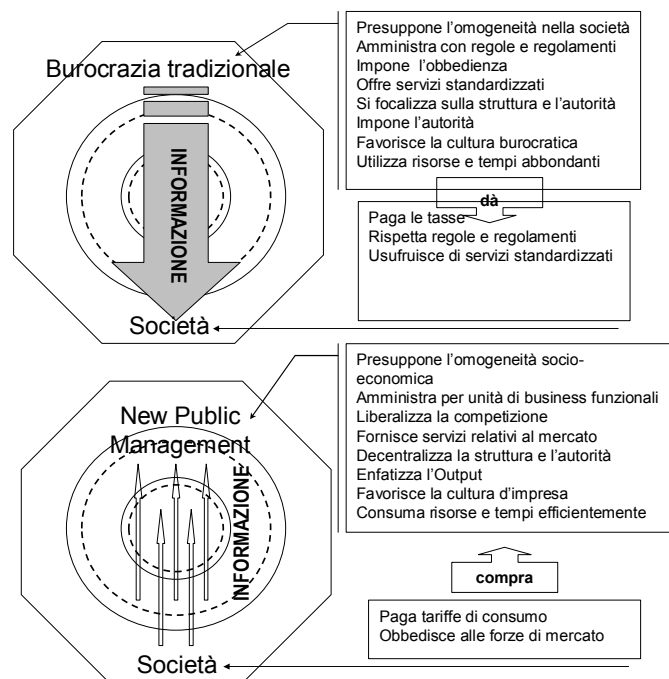 Burocrazia tradizionale
INFORMAZIONE
Società
Presuppone l'omogeneità nella società
Amministra con regole e regolamenti
Impone l'obbedienza
Offre servizi standardizzati
Si focalizza sulla struttura e l'autorità
Impone l'autorità
Favorisce la cultura burocratica
Utilizza risorse e tempi abbondanti
dà
Paga le tasse
Rispetta regole e regolamenti
Usufruisce di servizi standardizzati
New Public
Management
INFORMAZIONE
Società
Presuppone l'omogeneità socio-
economica
Amministra per unità di business funzionali
Liberalizza la competizione
Fornisce servizi relativi al mercato
Decentralizza la struttura e l'autorità
Enfatizza l'Output
Favorisce la cultura d'impresa
Consuma risorse e tempi efficientemente
compra
Paga tariffe di consumo
Obbedisce alle forze di mercato